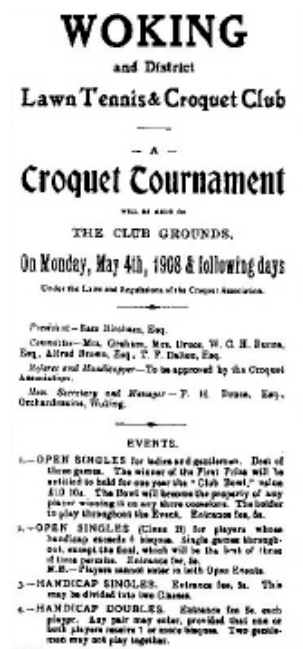 WOKING
and District
Lawn Tennis & Croquet Club
— A —
Croquet Tournament
WILL BE HELD ON
THE CLUB GROUNDS,
On Monday, May 4th, 1908 & following days
Under the Laws and Regulations of the Croquet Association.
President— Esq.
Committee—Mrs. Graham, Mrs. Bruce, W. C. H.
Esq., Alfred Brown, Esq., T. F. Dalton, Esq.
Referee and Handicapper—To be approved by the Croquet
Association.
Hon. Secretary and Manager—F. H. Esq.,
Woking.
EVENTS.
1.—OPEN SINGLES for ladies and gentlemen. Best of
three games. The winner of the First Prize will be
entitled to hold for one year the "Club Bowl," value
£10 10s. The Bowl will become the property of any
player winning it on any three occasions. The holder
to play throughout the Event. Entrance fee, 5s.
2.—OPEN SINGLES (Class B) for players whose
handicap exceeds bisques. Single games through-
out, except the final, which will be the best of three
if time permits. Entrance fee, 5s.
N.B.—Players cannot enter in both Open Events.
3.—HANDICAP SINGLES. Entrance fee, 5s. This
may be divided into two Classes.
4.—HANDICAP DOUBLES. Entrance fee 5s. each
player. Any pair may enter, provided that one or
both players receive 1 or more bisques. Two gentle-
men may not play together.